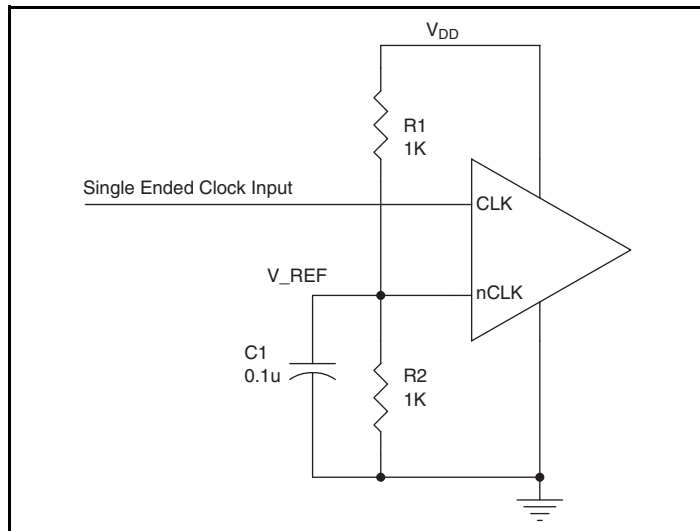 VDD
R1
1K
Single Ended Clock Input
CLK
V_REF
nCLK
C1
0.1u
R2
1K